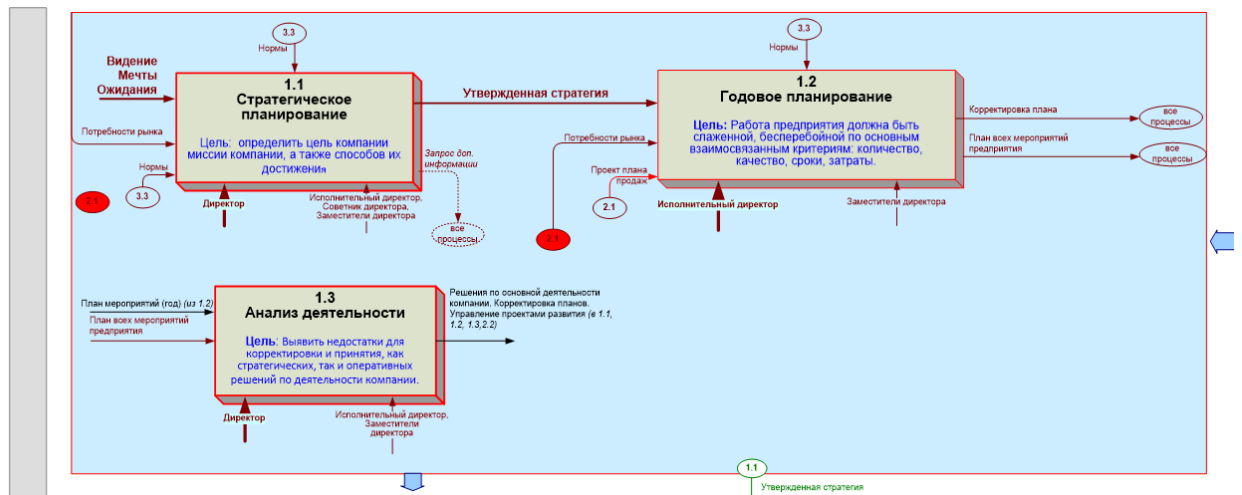 3.3
Нормы
3.3
Нормы
Видение
Мечты
Ожидания
1.1
Стратегическое
планирование
Цель: определить цель компании
миссии компании, а также способов их
достижения
Утвержденная стратегия
1.2
Годовое планирование
Цель: Работа предприятия должна быть
слаженной, бесперебойной по основным
взаимосвязанным критериям: количество,
качество, сроки, затраты.
Корректировка плана
все
процессы
План всех мероприятий
предприятия
все
процессы
Потребности рынка
Нормы
3.3
2.1
Директор
Исполнительный директор,
Советник директора,
Заместители директора
Запрос доп.
информации
все
процессы
Потребности рынка
Проект плана
продаж
2.1
2.1
Исполнительный директор
Заместители директора
План мероприятий (год) (из 1.2)
План всех мероприятий
предприятия
1.3
Анализ деятельности
Цель: Выявить недостатки для
корректировки и принятия, как
стратегических, так и оперативных
решений по деятельности компании.
Решения по основной деятельности
компании. Корректировка планов.
Управление проектами развития (в 1.1,
1.2, 1.3,2.2)
Директор
Исполнительный директор,
Заместители
директора
1.1
Утвержденная стратегия